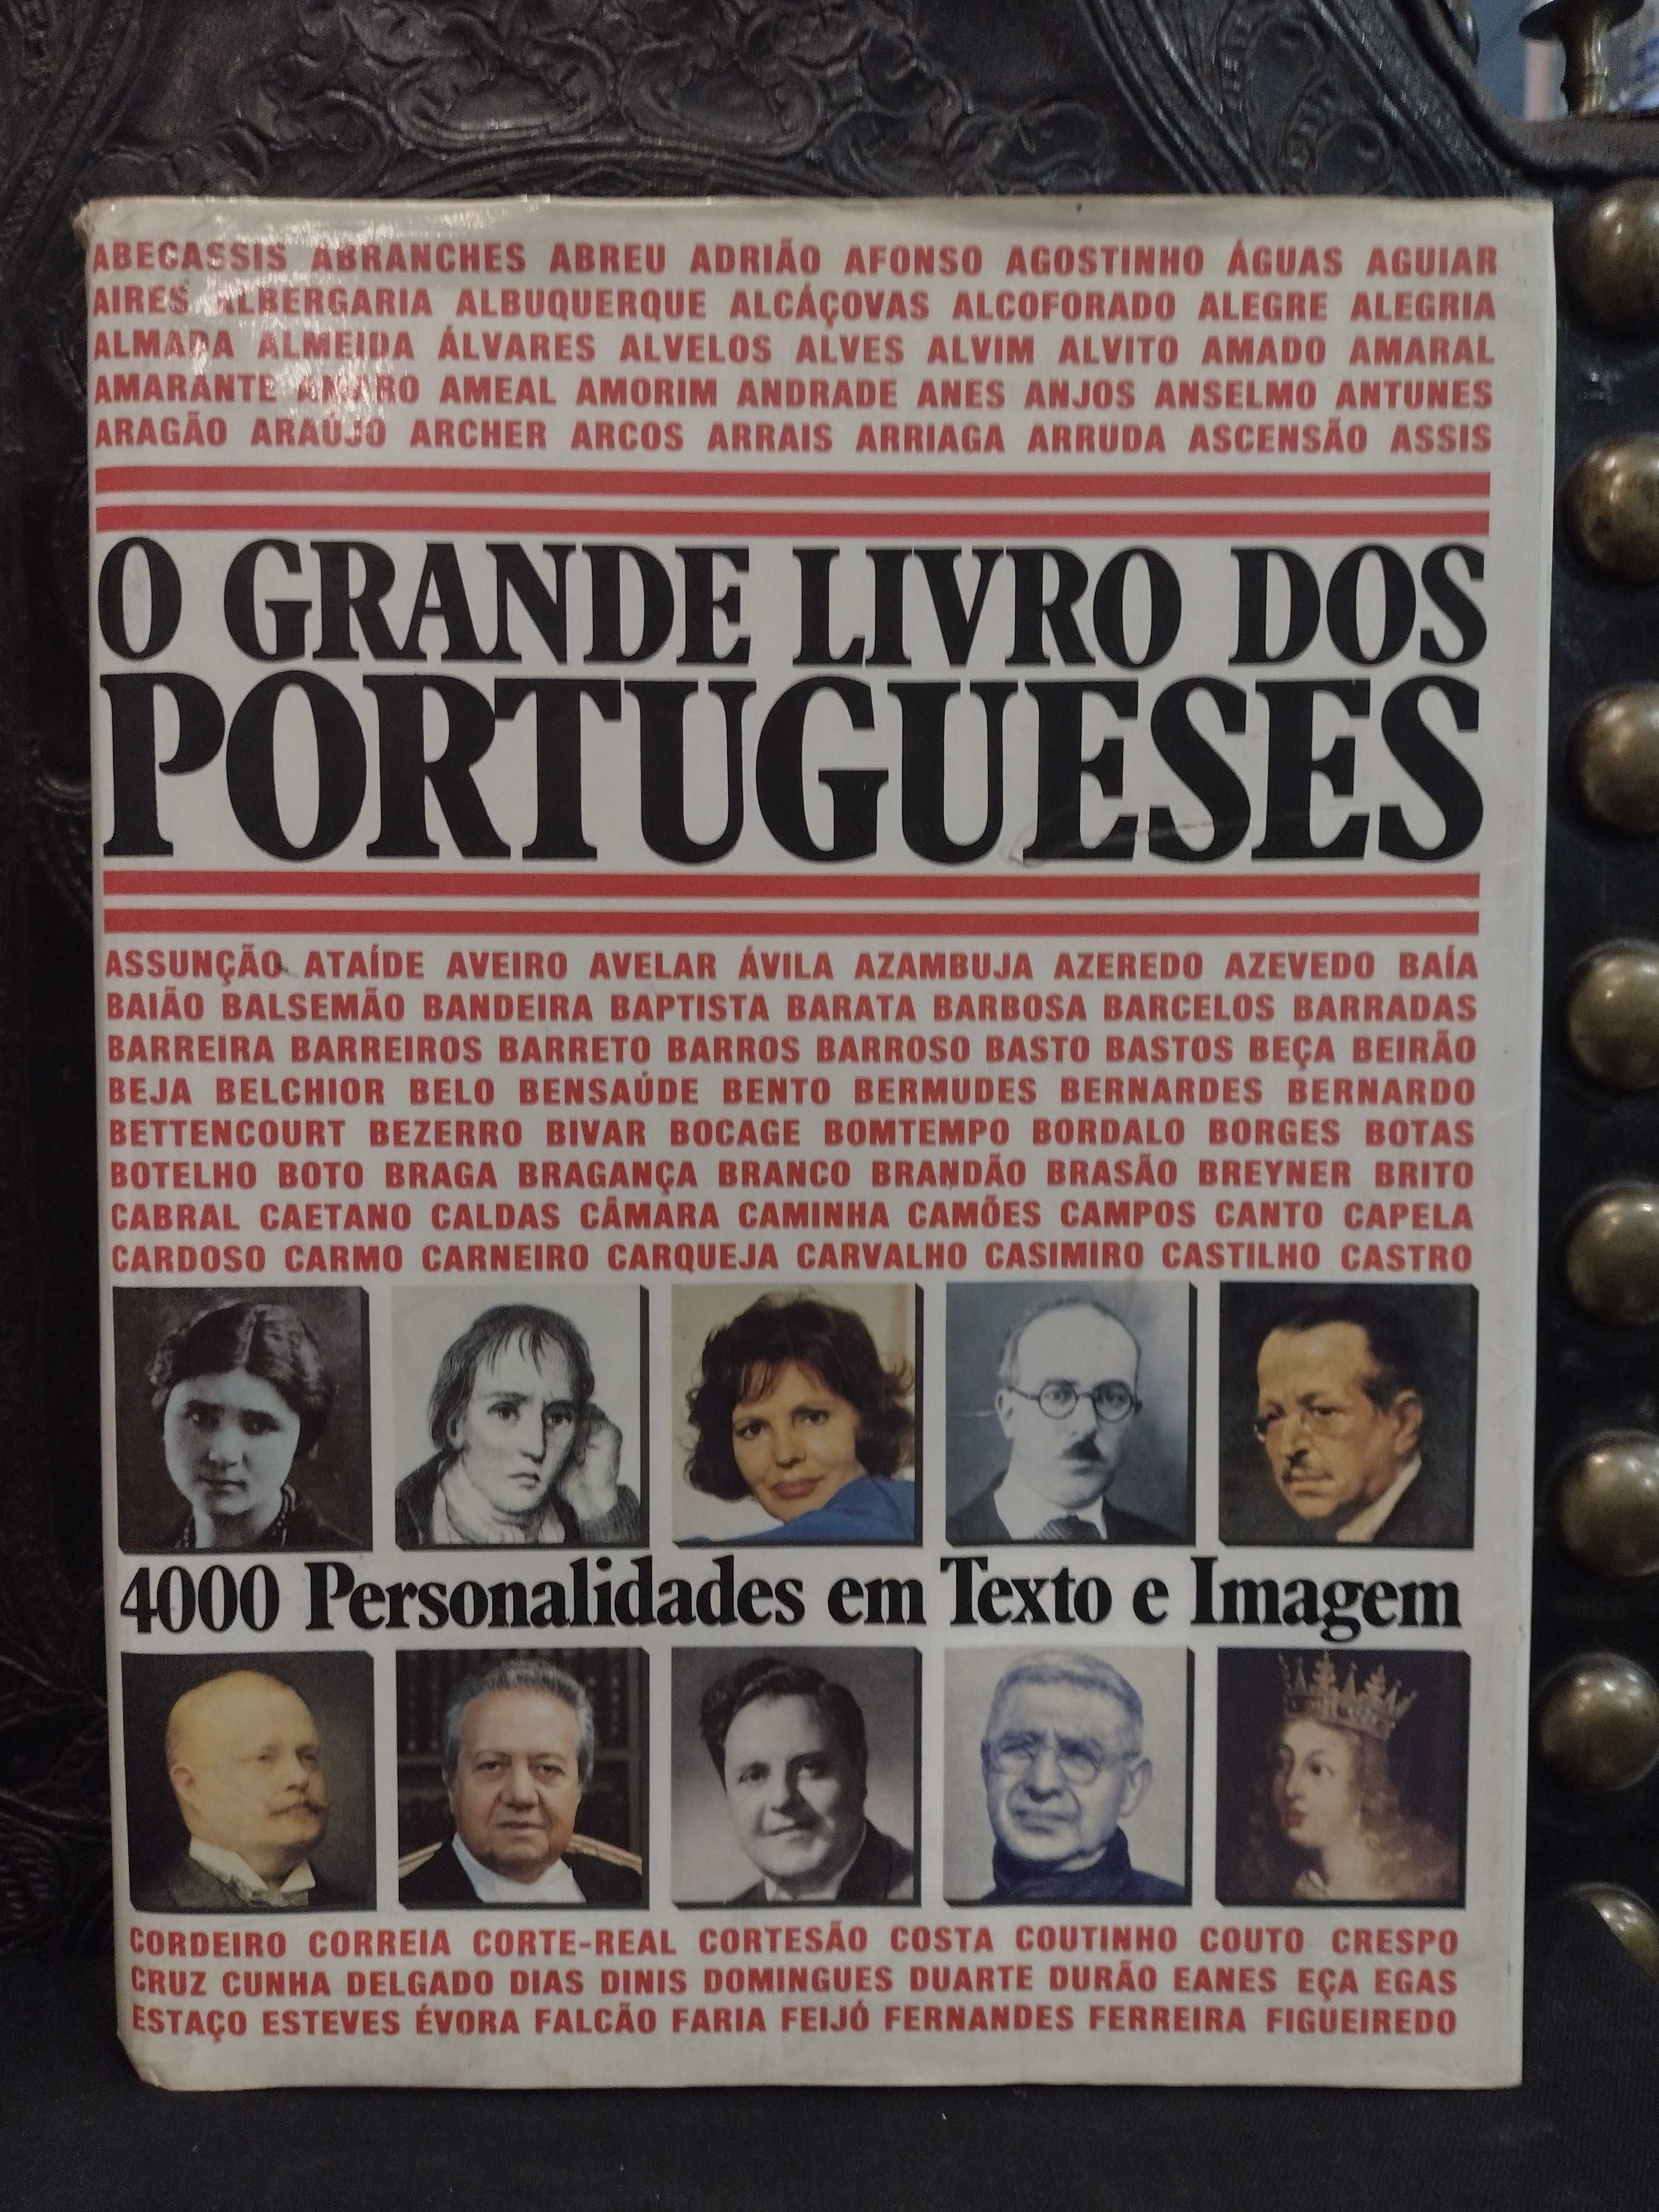 ABECASSIS ABRANCHES ABREU ADRIÃO AFONSO AGOSTINHO ÁGUAS AGUIAR
AIRES ALBERGARIA ALBUQUERQUE ALCÁÇOVAS ALCOFORADO ALEGRE ALEGRIA
ALMADA ALMEIDA ÁLVARES ALVELOS ALVES ALVIM ALVITO AMADO AMARAL
AMARANTE AMARO AMEAL AMORIM ANDRADE ANES ANJOS ANSELMO ANTUNES
ARAGÃO ARAÚJO ARCHER ARCOS ARRAIS ARRIAGA ARRUDA ASCENSÃO ASSIS
O GRANDE LIVRO DOS
PORTUGUESES
ASSUNÇÃO ATAÍDE AVEIRO AVELAR ÁVILA AZAMBUJA AZEREDO AZEVEDO BAÍA
BAIÃO BALSEMÃO BANDEIRA BAPTISTA BARATA BARBOSA BARCELOS BARRADAS
BARREIRA BARREIROS BARRETO BARROS BARROSO BASTO BASTOS BEÇA BEIRÃO
BEJA BELCHIOR BELO BENSAÚDE BENTO BERMUDES BERNARDES BERNARDO
BETTENCOURT BEZERRO BIVAR BOCAGE BOMTEMPO BORDALO BORGES BOTAS
BOTELHO BOTO BRAGA BRAGANÇA BRANCO BRANDÃO BRASÃO BREYNER BRITO
CABRAL CAETANO CALDAS CÂMARA CAMINHA CAMÕES CAMPOS CANTO CAPELA
CARDOSO CARMO CARNEIRO CARQUEJA CARVALHO CASIMIRO CASTILHO CASTRO
4000 Personalidades em Texto e Imagem
CORDEIRO CORREIA CORTE-REAL CORTESÃO COSTA COUTINHO COUTO CRESPO
CRUZ CUNHA DELGADO DIAS DINIS DOMINGUES DUARTE DURÃO EANES EÇA EGAS
ESTAÇO ESTEVES ÉVORA FALCÃO FARIA FEIJÓ FERNANDES FERREIRA FIGUEIREDO